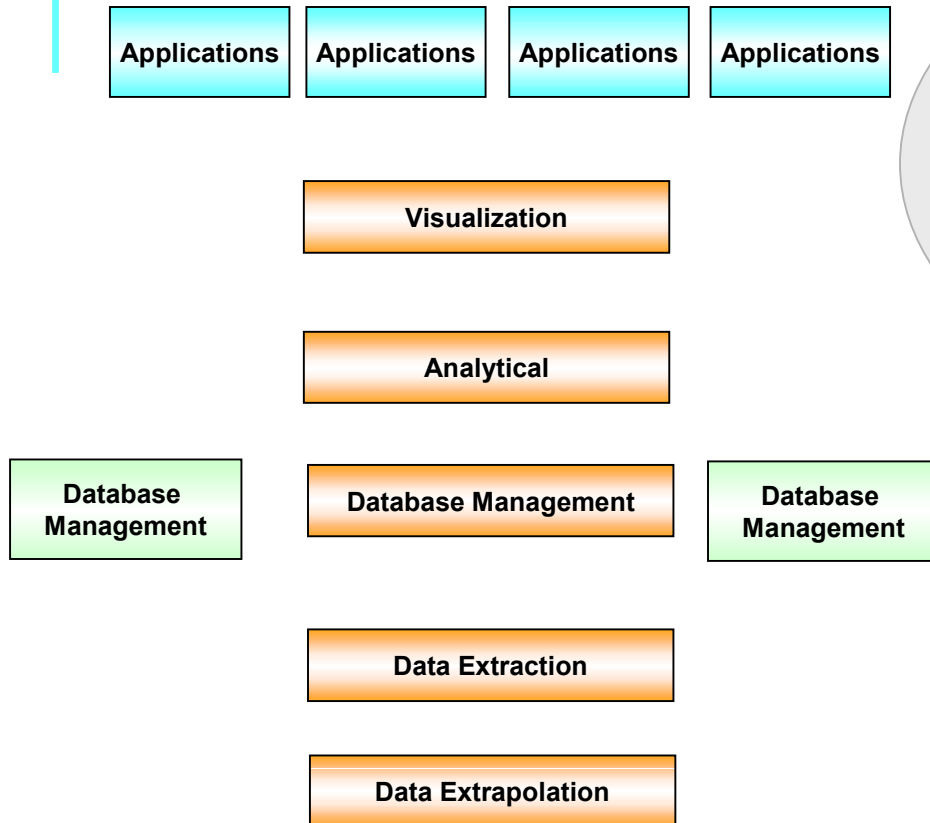 Applications
Applications
Applications
Applications
Visualization
Analytical
Database
Management
Database Management
Database
Management
Data Extraction
Data Extrapolation